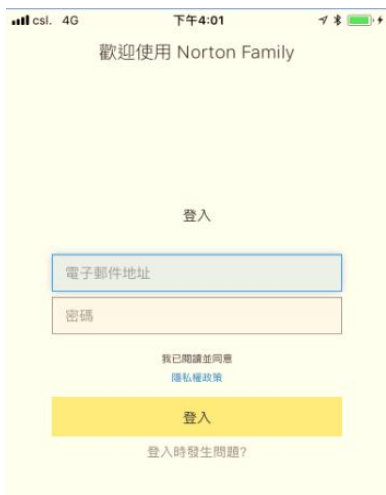 csl. 4G 下午4:01
歡迎使用 Norton Family
登入
電子郵件地址
密碼
我已閱讀並同意
隱私權政策
登入
登入時發生問題?